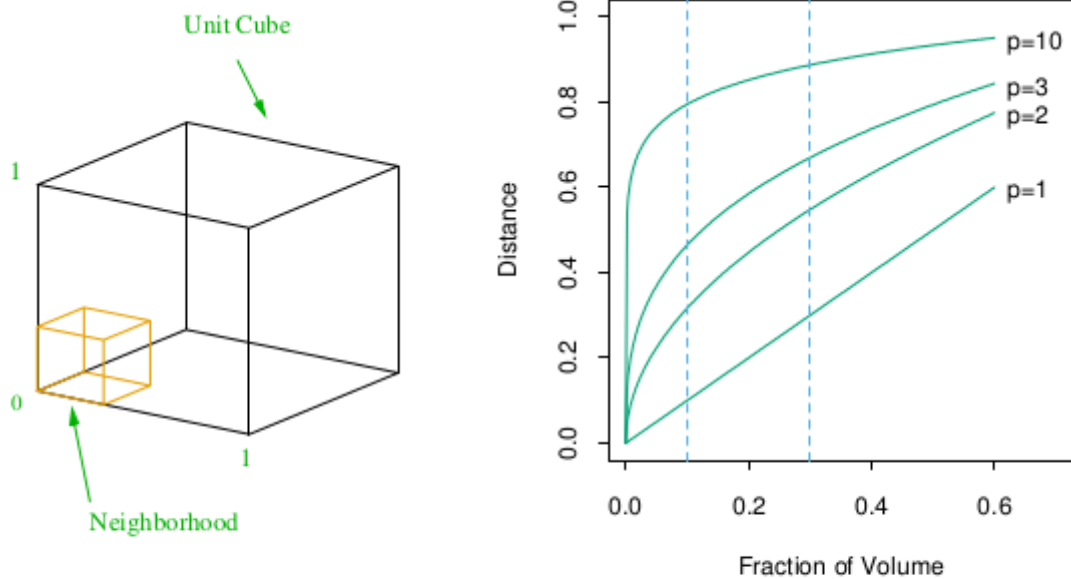 Unit Cube
1
0
1
Neighborhood
Distance
0.0
0.2
0.4
0.6
0.8
1.0
p=10
p=3
p=2
p=1
0.0
0.2
0.4
0.6
Fraction of Volume